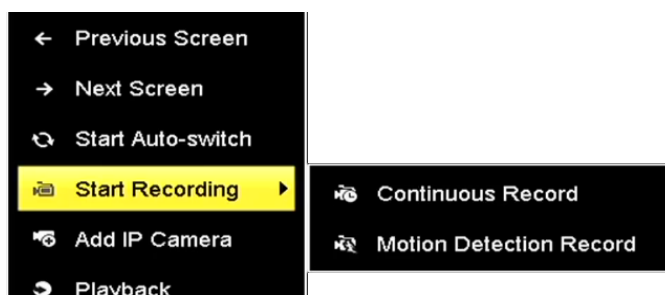 Previous Screen
Next Screen
Start Auto-switch
Start Recording
Continuous Record
Add IP Camera
Motion Detection Record
Playback